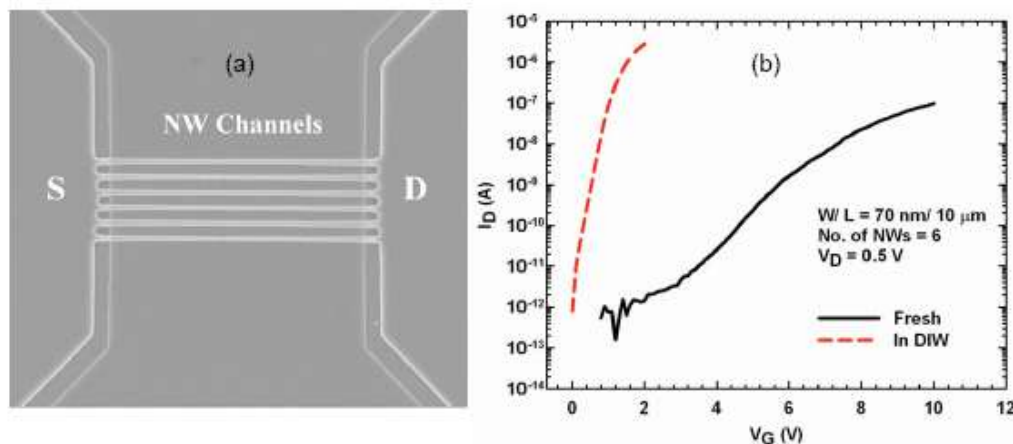 (a)
NW Channels
S
D
(b)
I_D (A)
10^-5
10^-6
10^-7
10^-8
10^-9
10^-10
10^-11
10^-12
10^-13
10^-14
W/ L = 70 nm/ 10 μm
No. of NWs = 6
V_D = 0.5 V
Fresh
In DIW
0 2 4 6 8 10 12
V_G (V)